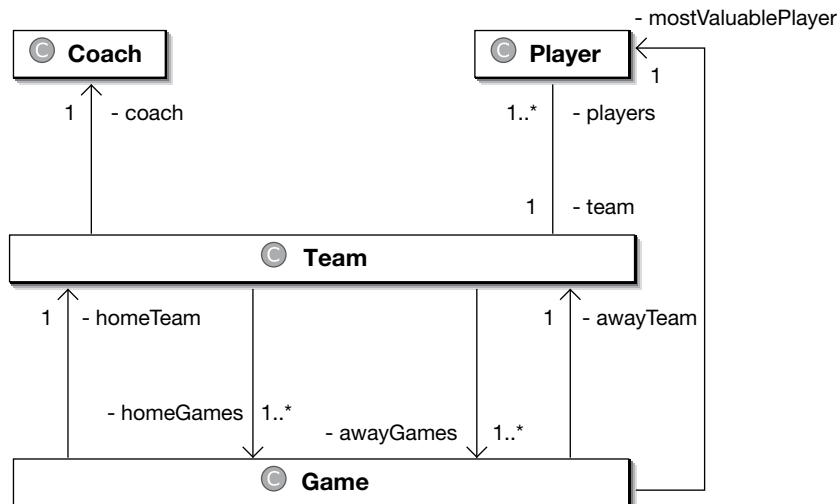 - mostValuablePlayer
C Coach
C Player
1
1 - coach
1..* - players
1 - team
C Team
1 - homeTeam
1 - awayTeam
- homeGames 1..*
- awayGames 1..*
C Game